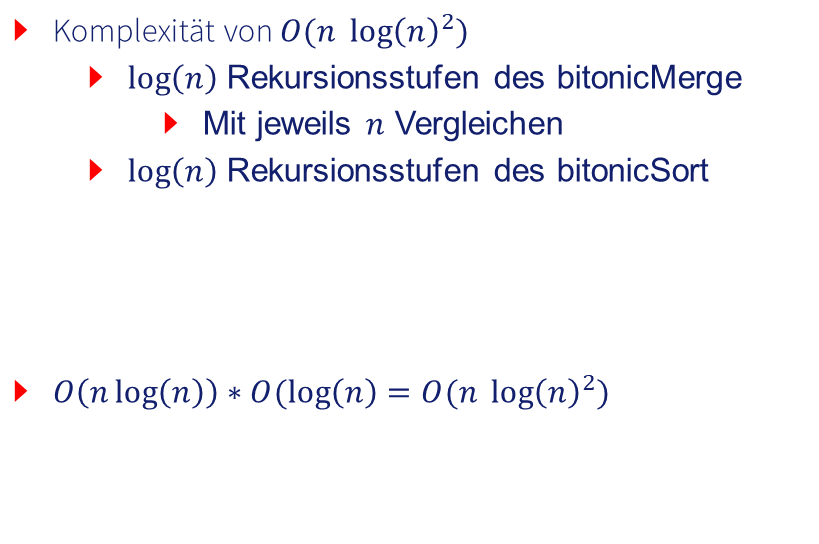 Komplexität von O(n log(n)²)
log(n) Rekursionsstufen des bitonicMerge
Mit jeweils n Vergleichen
log(n) Rekursionsstufen des bitonicSort
O(n log(n)) * O(log(n) = O(n log(n)²)